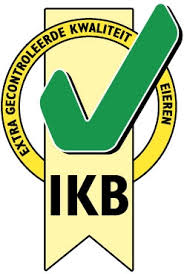 EXTRA GECONTROLEERDE KWALITEIT EIEREN
IKB